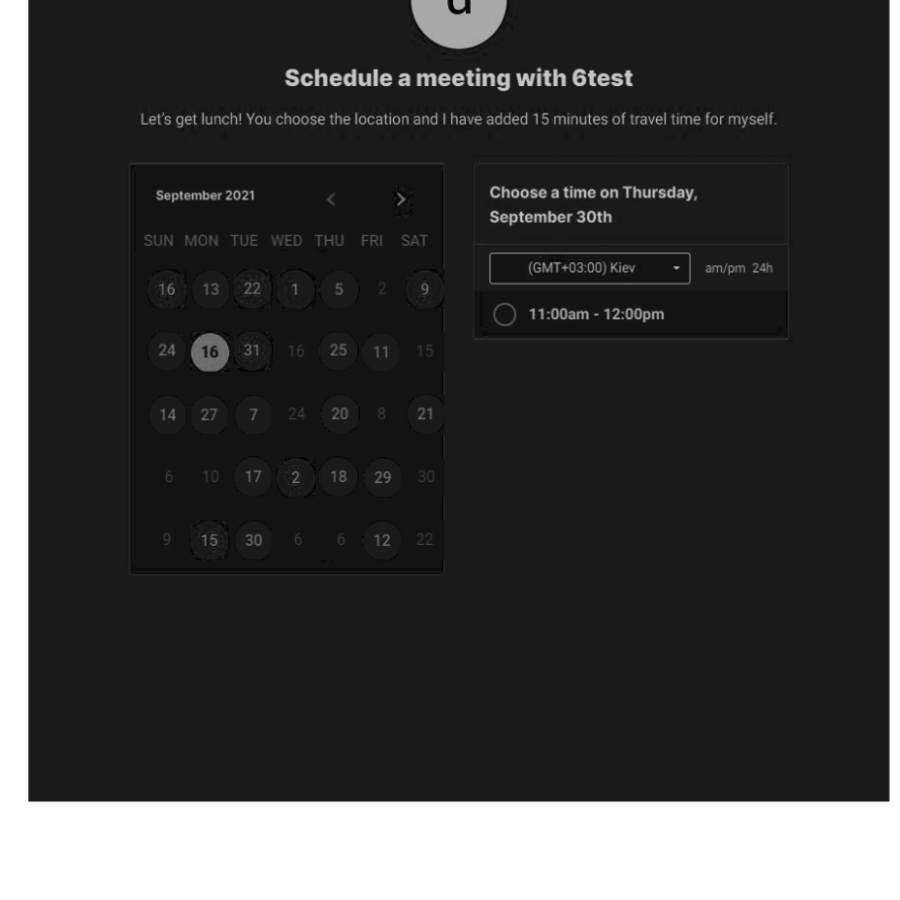 d
Schedule a meeting with 6test
Let's get lunch! You choose the location and I have added 15 minutes of travel time for myself.
September 2021
SUN MON TUE WED THU FRI SAT
16 13 22 1 5 2 9
24 16 31 16 25 11 15
14 27 7 24 20 8 21
6 10 17 2 18 29 30
9 15 30 6 6 12 22
Choose a time on Thursday,
September 30th
(GMT+03:00) Kiev am/pm 24h
11:00am - 12:00pm